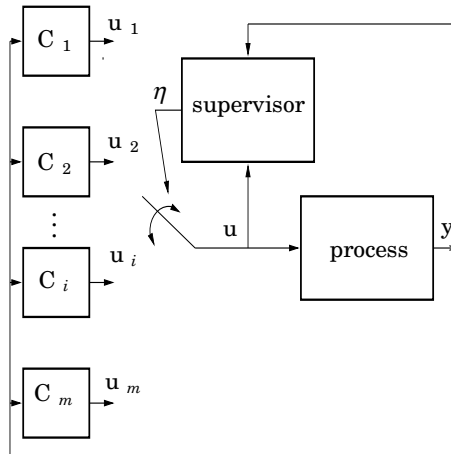 C 1
u 1
η
supervisor
C 2
u 2
⋮
u
y
process
C i
u i
C m
u m